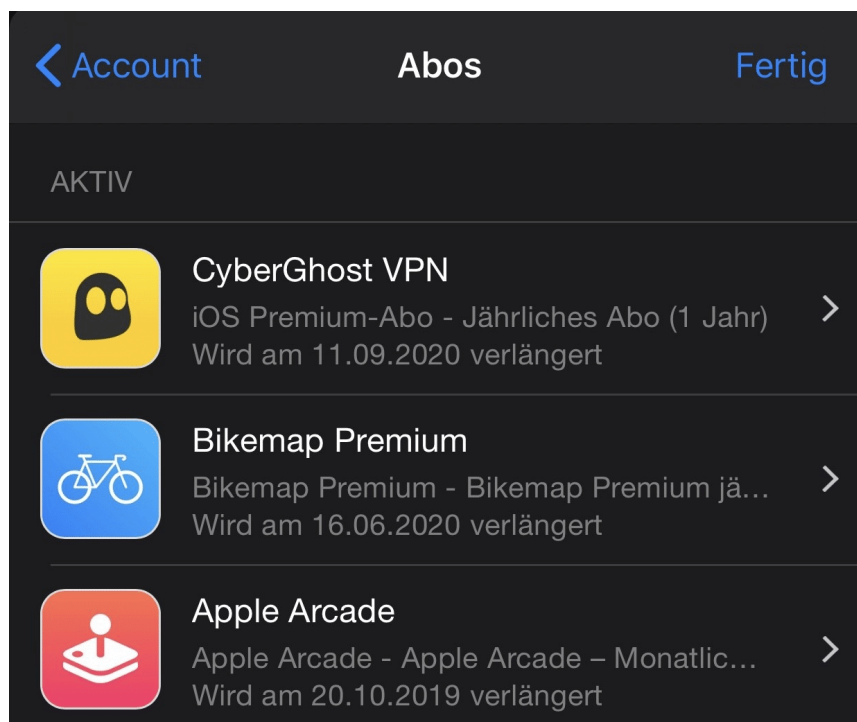 Account
Abos
Fertig
AKTIV
CyberGhost VPN
iOS Premium-Abo - Jährliches Abo (1 Jahr)
Wird am 11.09.2020 verlängert
Bikemap Premium
Bikemap Premium - Bikemap Premium jä...
Wird am 16.06.2020 verlängert
Apple Arcade
Apple Arcade - Apple Arcade – Monatlic...
Wird am 20.10.2019 verlängert